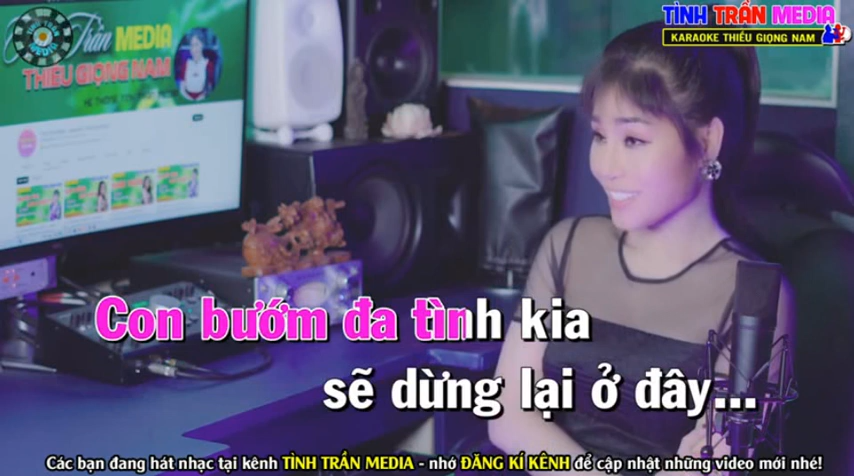 TÌNH TRẦN MEDIA
KARAOKE THIẾU GIỌNG NAM
Trần MEDIA
THIẾU GIỌNG NAM
Con bướm đa tình kia
sẽ dừng lại ở đây...
Các bạn đang hát nhạc tại kênh TÌNH TRẦN MEDIA - nhớ ĐĂNG KÍ KÊNH để cập nhật những video mới nhé!